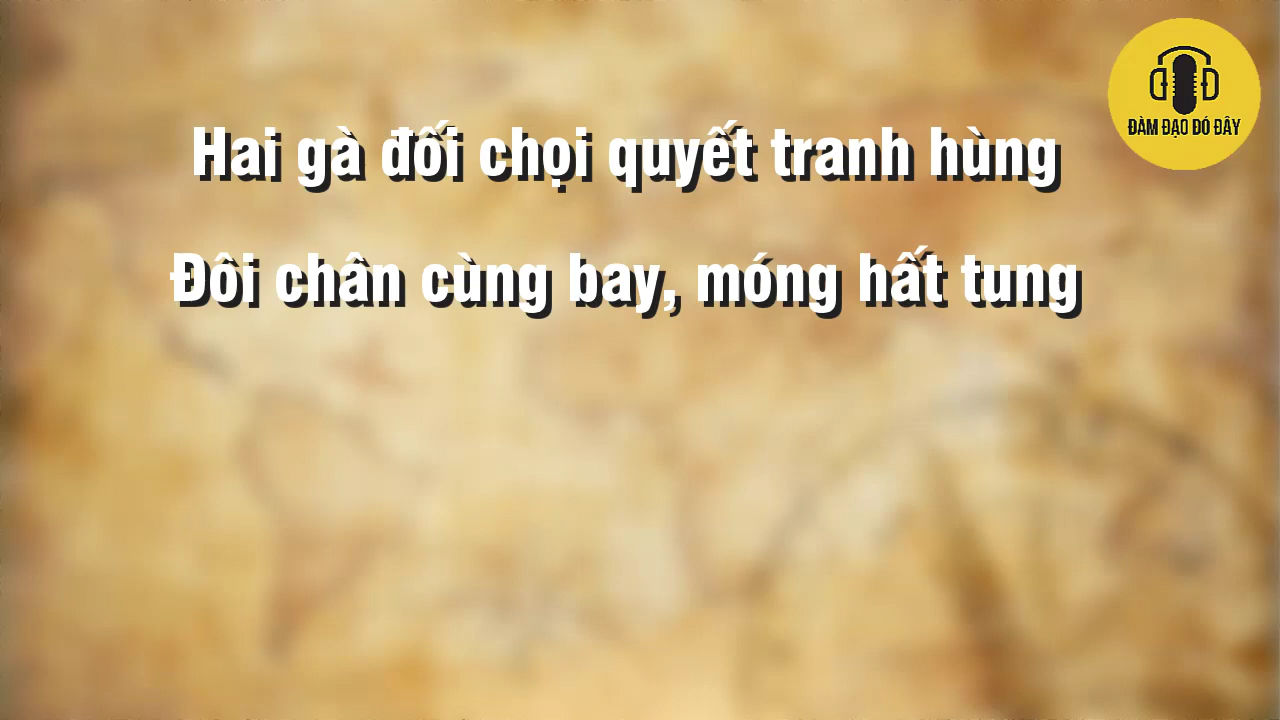 Hai gà đối chọi quyết tranh hùng
Đôi chân cùng bay, móng hất tung
ĐÀM ĐẠO ĐÓ ĐÂY